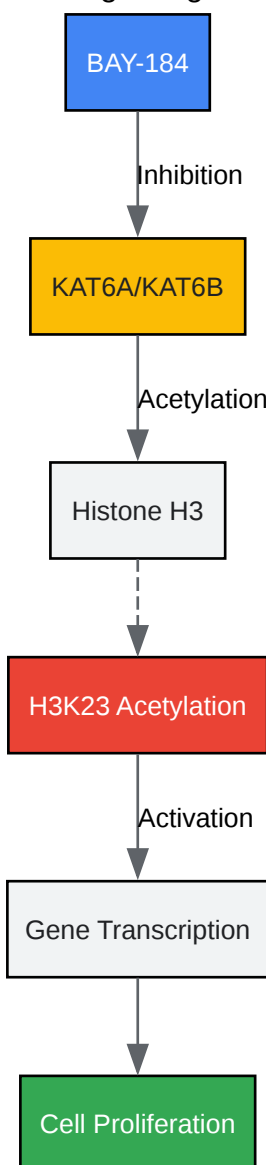 BAY-184
Inhibition
KAT6A/KAT6B
Acetylation
Histone H3
H3K23 Acetylation
Activation
Gene Transcription
Cell Proliferation